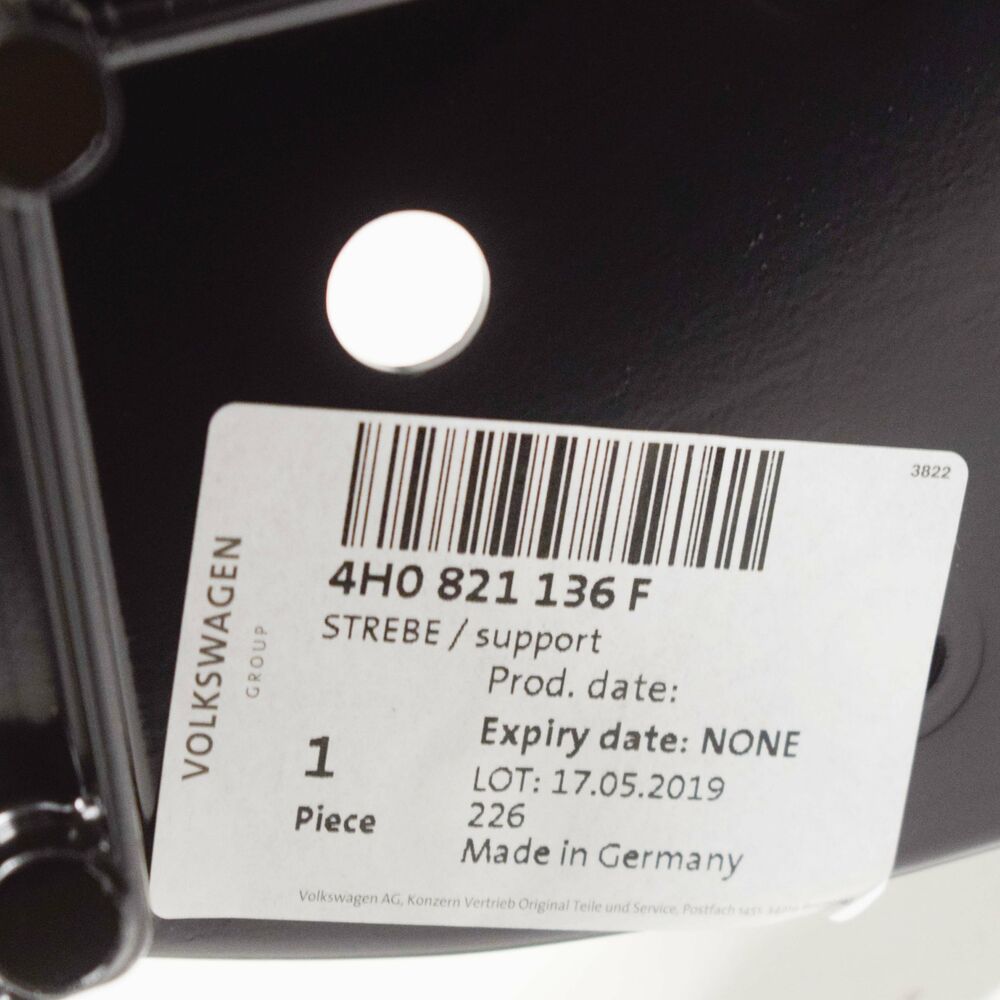 3822
4H0 821 136 F
STREBE / support
Prod. date:
Expiry date: NONE
LOT: 17.05.2019
226
Made in Germany
1
Piece
VOLKSWAGEN
GROUP
Volkswagen AG, Konzern Vertrieb Original Teile und Service, Postfach